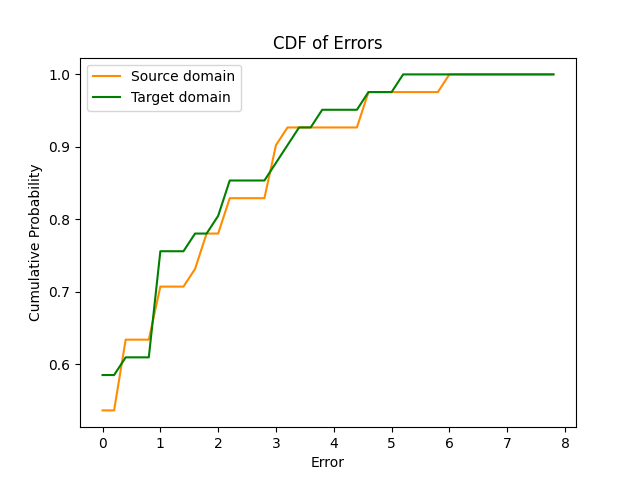 CDF of Errors
Source domain
Target domain
Cumulative Probability
1.0
0.9
0.8
0.7
0.6
0 1 2 3 4 5 6 7 8
Error